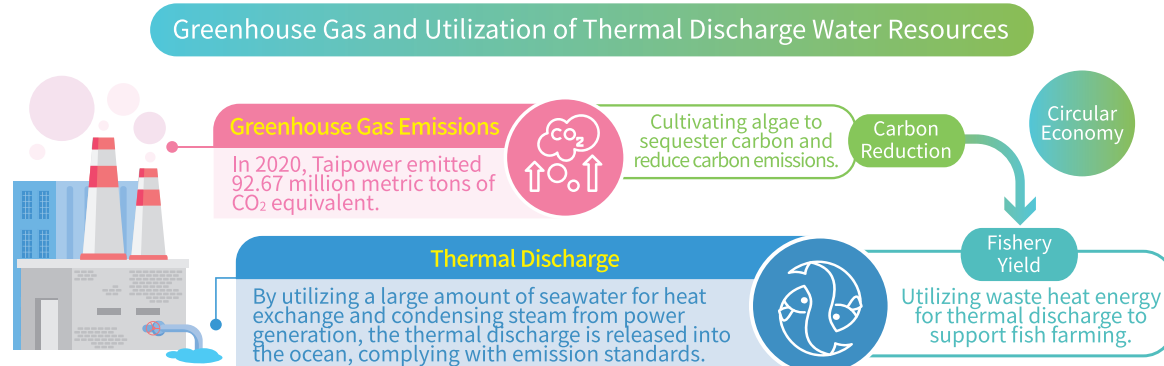 Greenhouse Gas and Utilization of Thermal Discharge Water Resources
Greenhouse Gas Emissions
In 2020, Taipower emitted
92.67 million metric tons of
CO₂ equivalent.
CO₂
Cultivating algae to
sequester carbon and
reduce carbon emissions.
Carbon
Reduction
Circular
Economy
Thermal Discharge
By utilizing a large amount of seawater for heat
exchange and condensing steam from power
generation, the thermal discharge is released into
the ocean, complying with emission standards.
Fishery
Yield
Utilizing waste heat energy
for thermal discharge to
support fish farming.